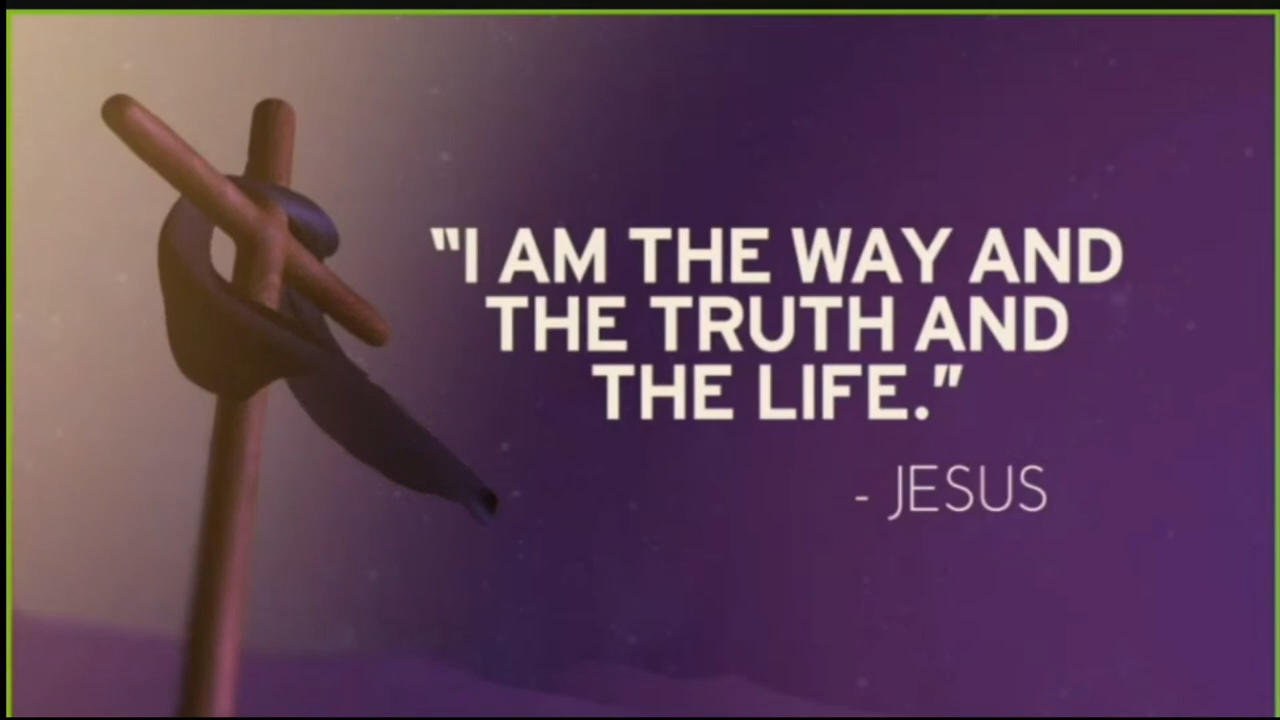 "I AM THE WAY AND
THE TRUTH AND
THE LIFE."
- JESUS